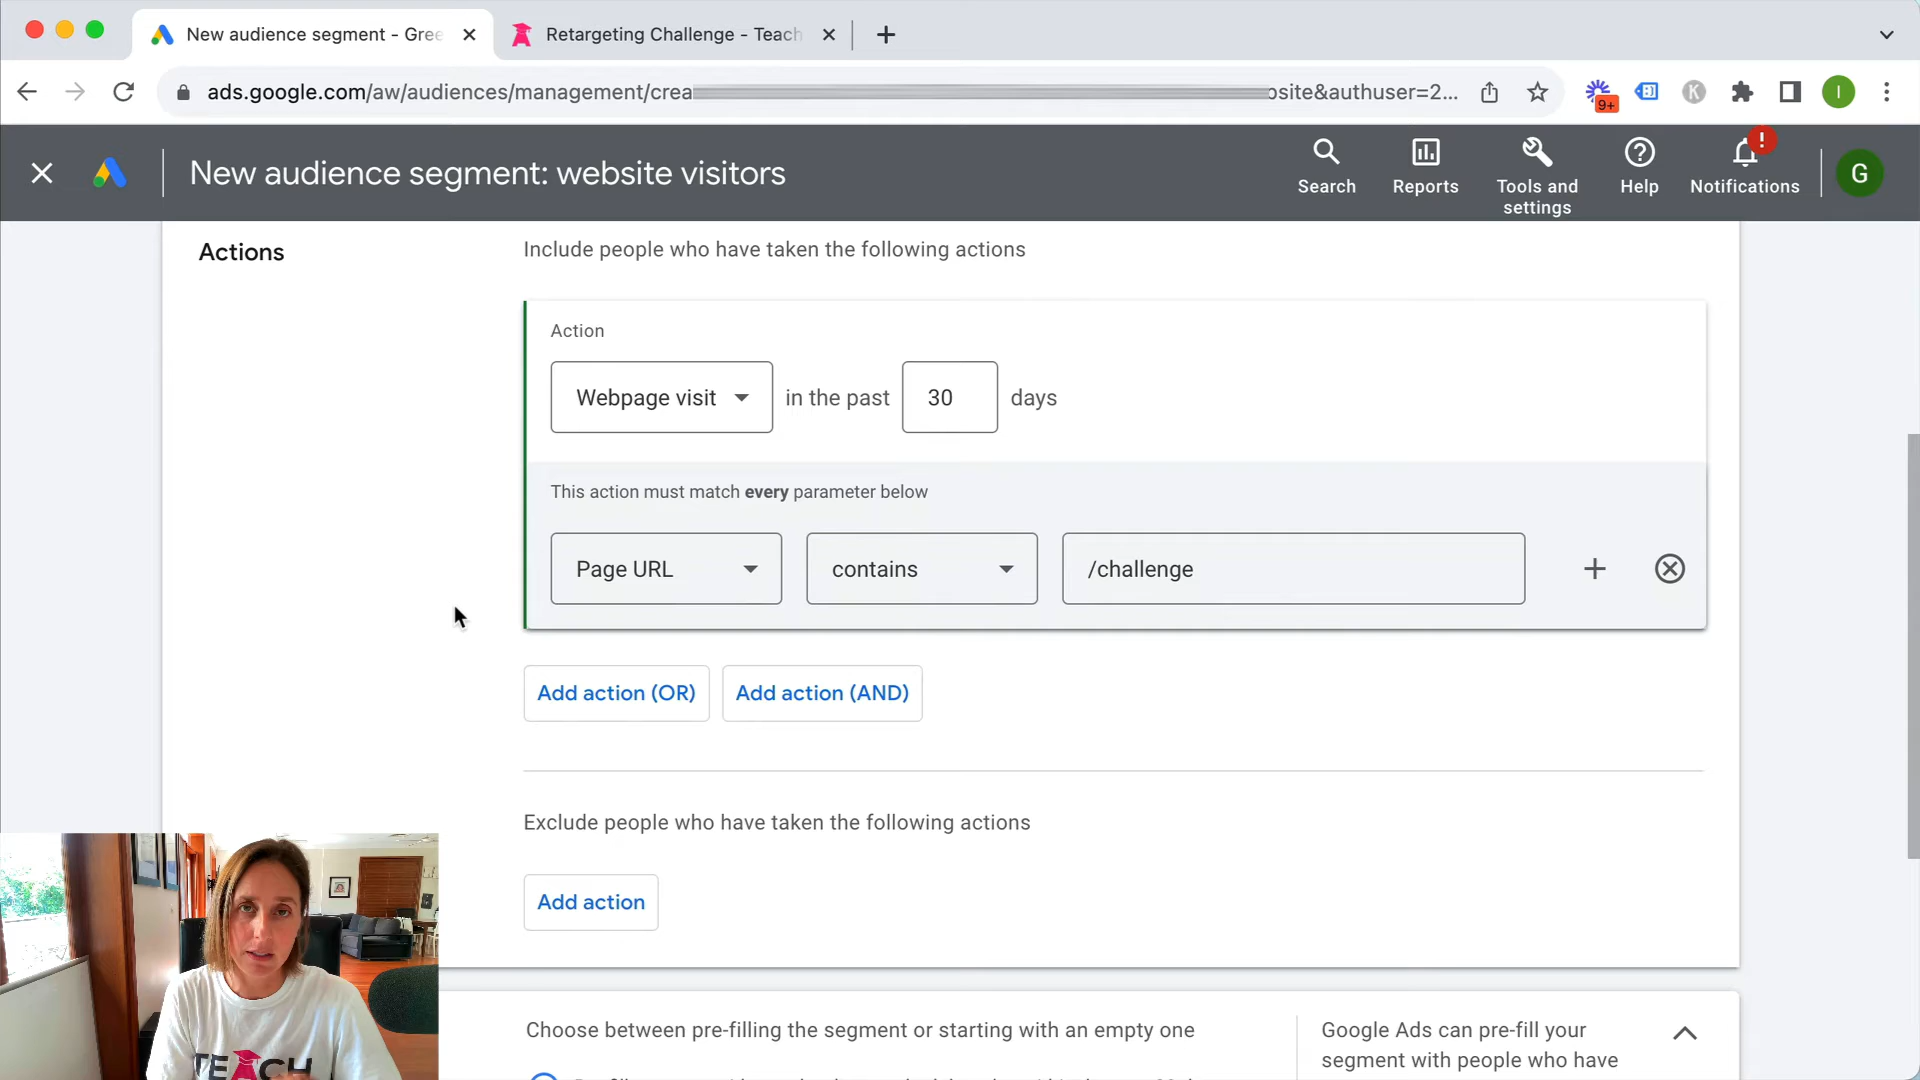 New audience segment - Gree
Retargeting Challenge - Teach
ads.google.com/aw/audiences/management/crea
osite&authuser=2...
9+
K
I
New audience segment: website visitors
Search
Reports
Tools and
settings
Help
!
Notifications
G
Actions
Include people who have taken the following actions
Action
Webpage visit
in the past
30
days
This action must match every parameter below
Page URL
contains
/challenge
Add action (OR)
Add action (AND)
Exclude people who have taken the following actions
Add action
Choose between pre-filling the segment or starting with an empty one
Google Ads can pre-fill your
segment with people who have
TEACH